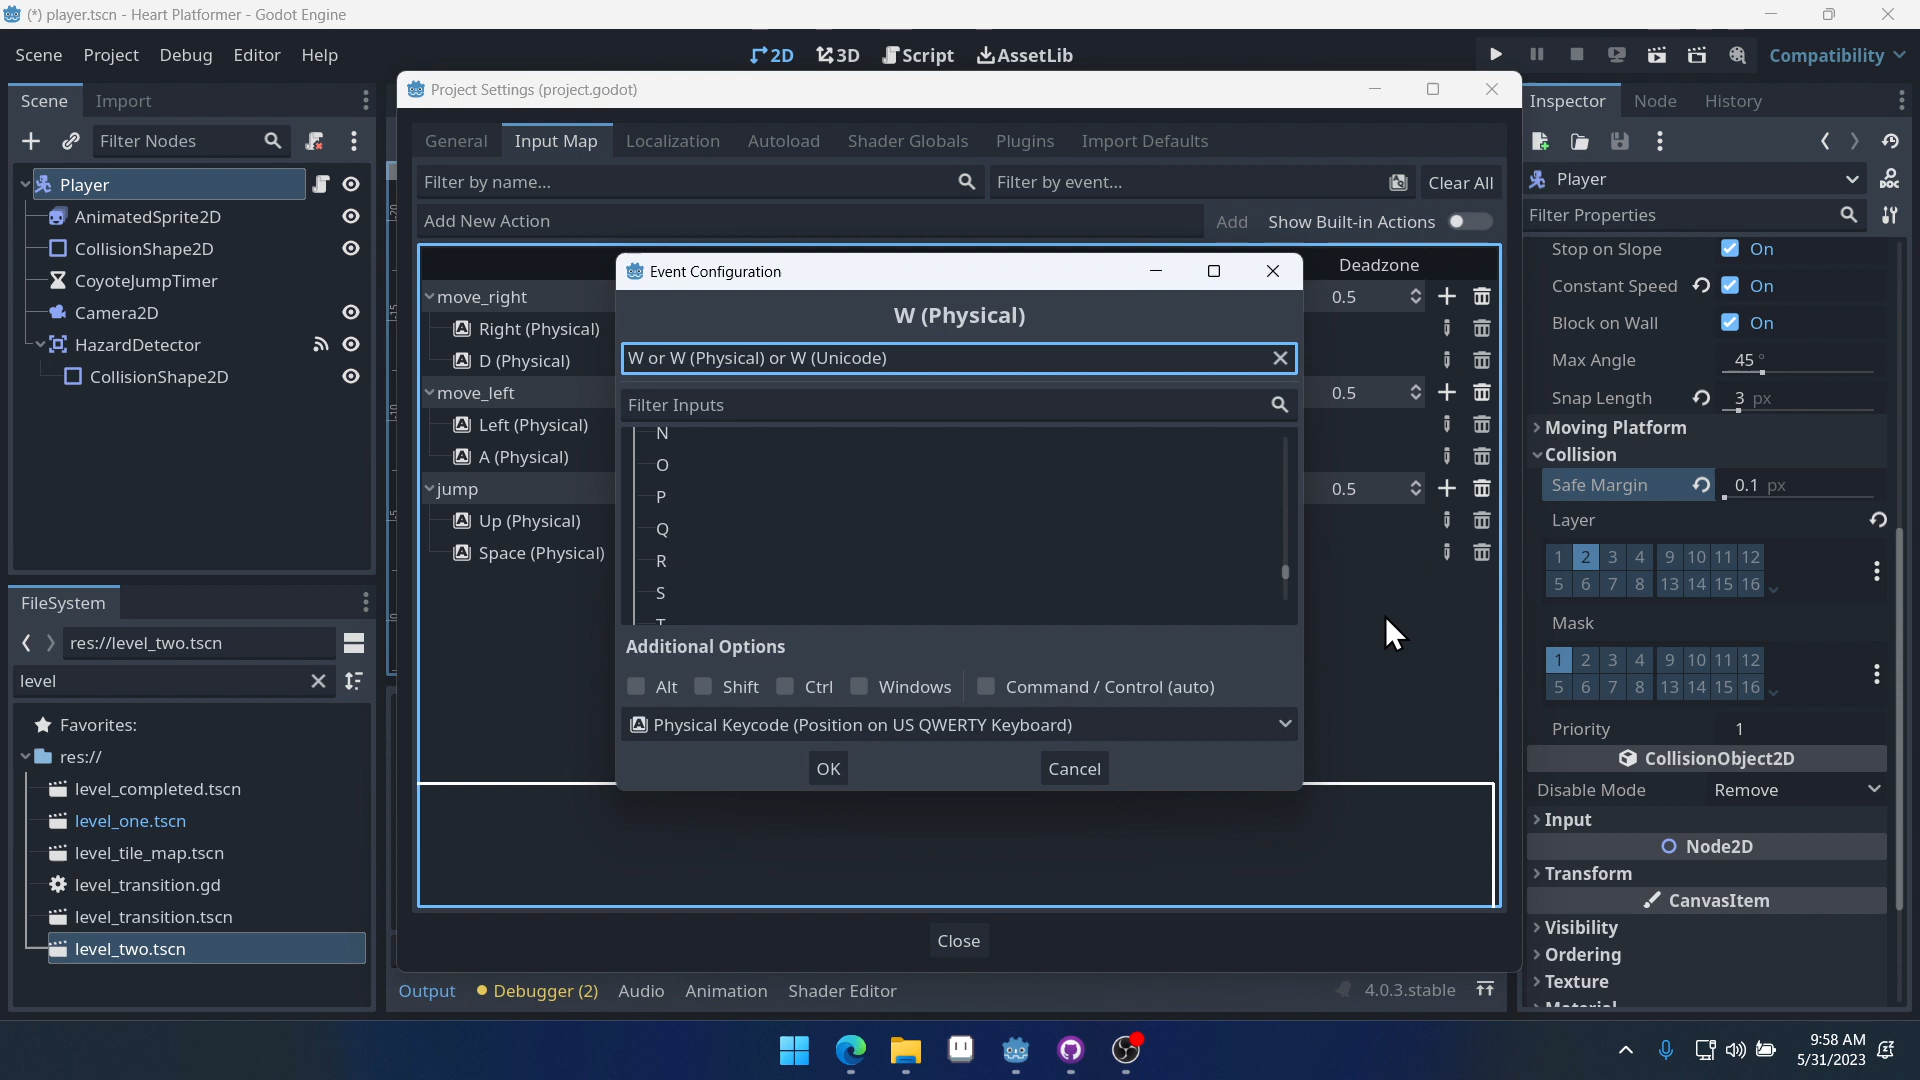 (*) player.tscn - Heart Platformer - Godot Engine
Scene Project Debug Editor Help
2D 3D Script AssetLib
Compatibility
Scene Import
Filter Nodes
Player
AnimatedSprite2D
CollisionShape2D
CoyoteJumpTimer
Camera2D
HazardDetector
CollisionShape2D
FileSystem
res://level_two.tscn
level
Favorites:
res://
level_completed.tscn
level_one.tscn
level_tile_map.tscn
level_transition.gd
level_transition.tscn
level_two.tscn
Project Settings (project.godot)
General Input Map Localization Autoload Shader Globals Plugins Import Defaults
Filter by name... Filter by event... Clear All
Add New Action Add Show Built-in Actions
Deadzone
move_right 0.5
Right (Physical)
D (Physical)
move_left 0.5
Left (Physical)
A (Physical)
jump 0.5
Up (Physical)
Space (Physical)
Event Configuration
W (Physical)
W or W (Physical) or W (Unicode)
Filter Inputs
N
O
P
Q
R
S
T
Additional Options
Alt Shift Ctrl Windows Command / Control (auto)
Physical Keycode (Position on US QWERTY Keyboard)
OK Cancel
Close
Output Debugger (2) Audio Animation Shader Editor 4.0.3.stable
Inspector Node History
Player
Filter Properties
Stop on Slope On
Constant Speed On
Block on Wall On
Max Angle 45 °
Snap Length 3 px
Moving Platform
Collision
Safe Margin 0.1 px
Layer
1 2 3 4 9 10 11 12
5 6 7 8 13 14 15 16
Mask
1 2 3 4 9 10 11 12
5 6 7 8 13 14 15 16
Priority 1
CollisionObject2D
Disable Mode Remove
Input
Node2D
Transform
CanvasItem
Visibility
Ordering
Texture
Material
9:58 AM
5/31/2023